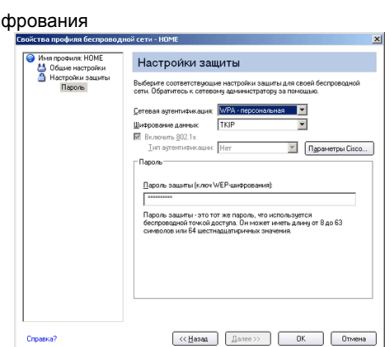 фрования
Свойства профиля беспроводной сети - HOME
Имя профиля: HOME
Общие настройки
Настройки защиты
Пароль
Настройки защиты
Выберите соответствующие настройки защиты для своей беспроводной
сети. Обратитесь к сетевому администратору за помощью.
Сетевая аутентификация: WPA - персональная
Шифрование данных: TKIP
Включить 802.1x
Тип аутентификации: Нет
Параметры Cisco...
Пароль
Пароль защиты (ключ WEP-шифрования):
**********
Пароль защиты - это тот же пароль, что используется
беспроводной точкой доступа. Он может иметь длину от 8 до 63
символов или 64 шестнадцатиричных значения.
Справка?
<< Назад
Далее >>
OK
Отмена